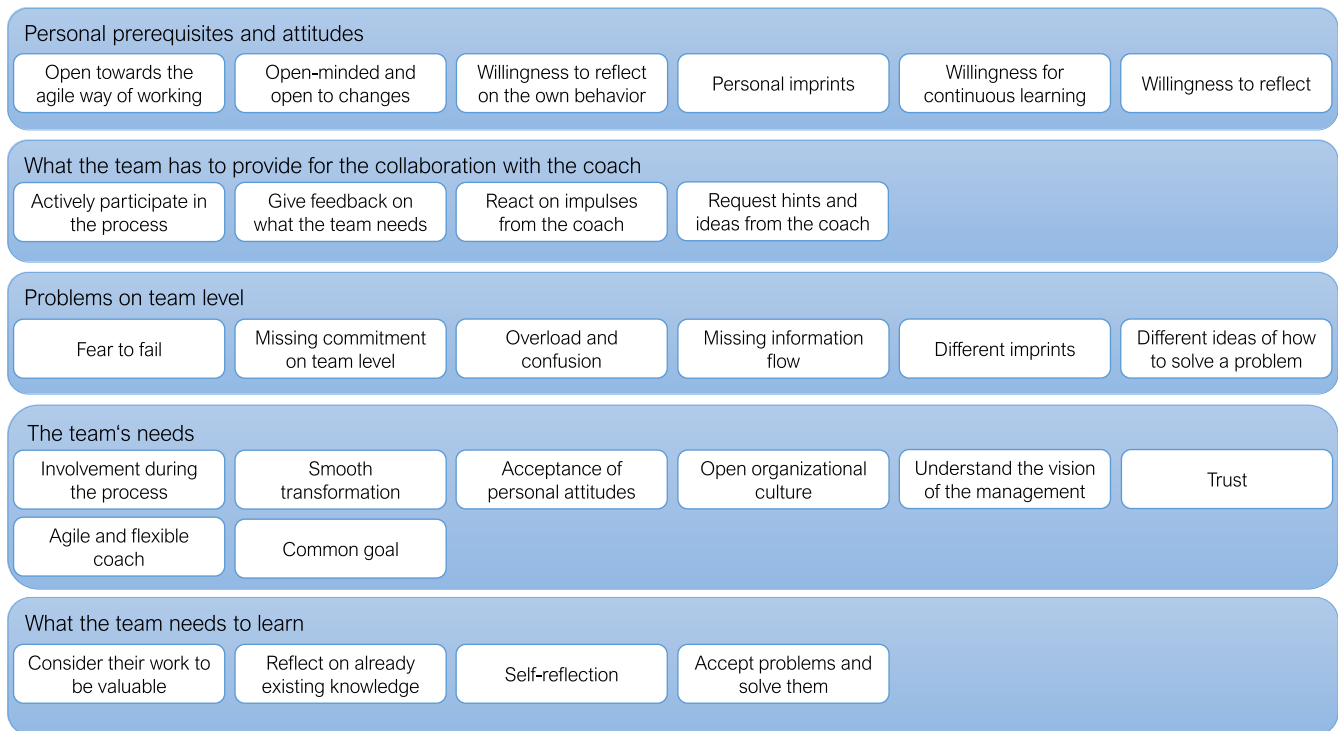 Personal prerequisites and attitudes
Open towards the
agile way of working
Open-minded and
open to changes
Willingness to reflect
on the own behavior
Personal imprints
Willingness for
continuous learning
Willingness to reflect
What the team has to provide for the collaboration with the coach
Actively participate in
the process
Give feedback on
what the team needs
React on impulses
from the coach
Request hints and
ideas from the coach
Problems on team level
Fear to fail
Missing commitment
on team level
Overload and
confusion
Missing information
flow
Different imprints
Different ideas of how
to solve a problem
The team‘s needs
Involvement during
the process
Smooth
transformation
Acceptance of
personal attitudes
Open organizational
culture
Understand the vision
of the management
Trust
Agile and flexible
coach
Common goal
What the team needs to learn
Consider their work to
be valuable
Reflect on already
existing knowledge
Self-reflection
Accept problems and
solve them